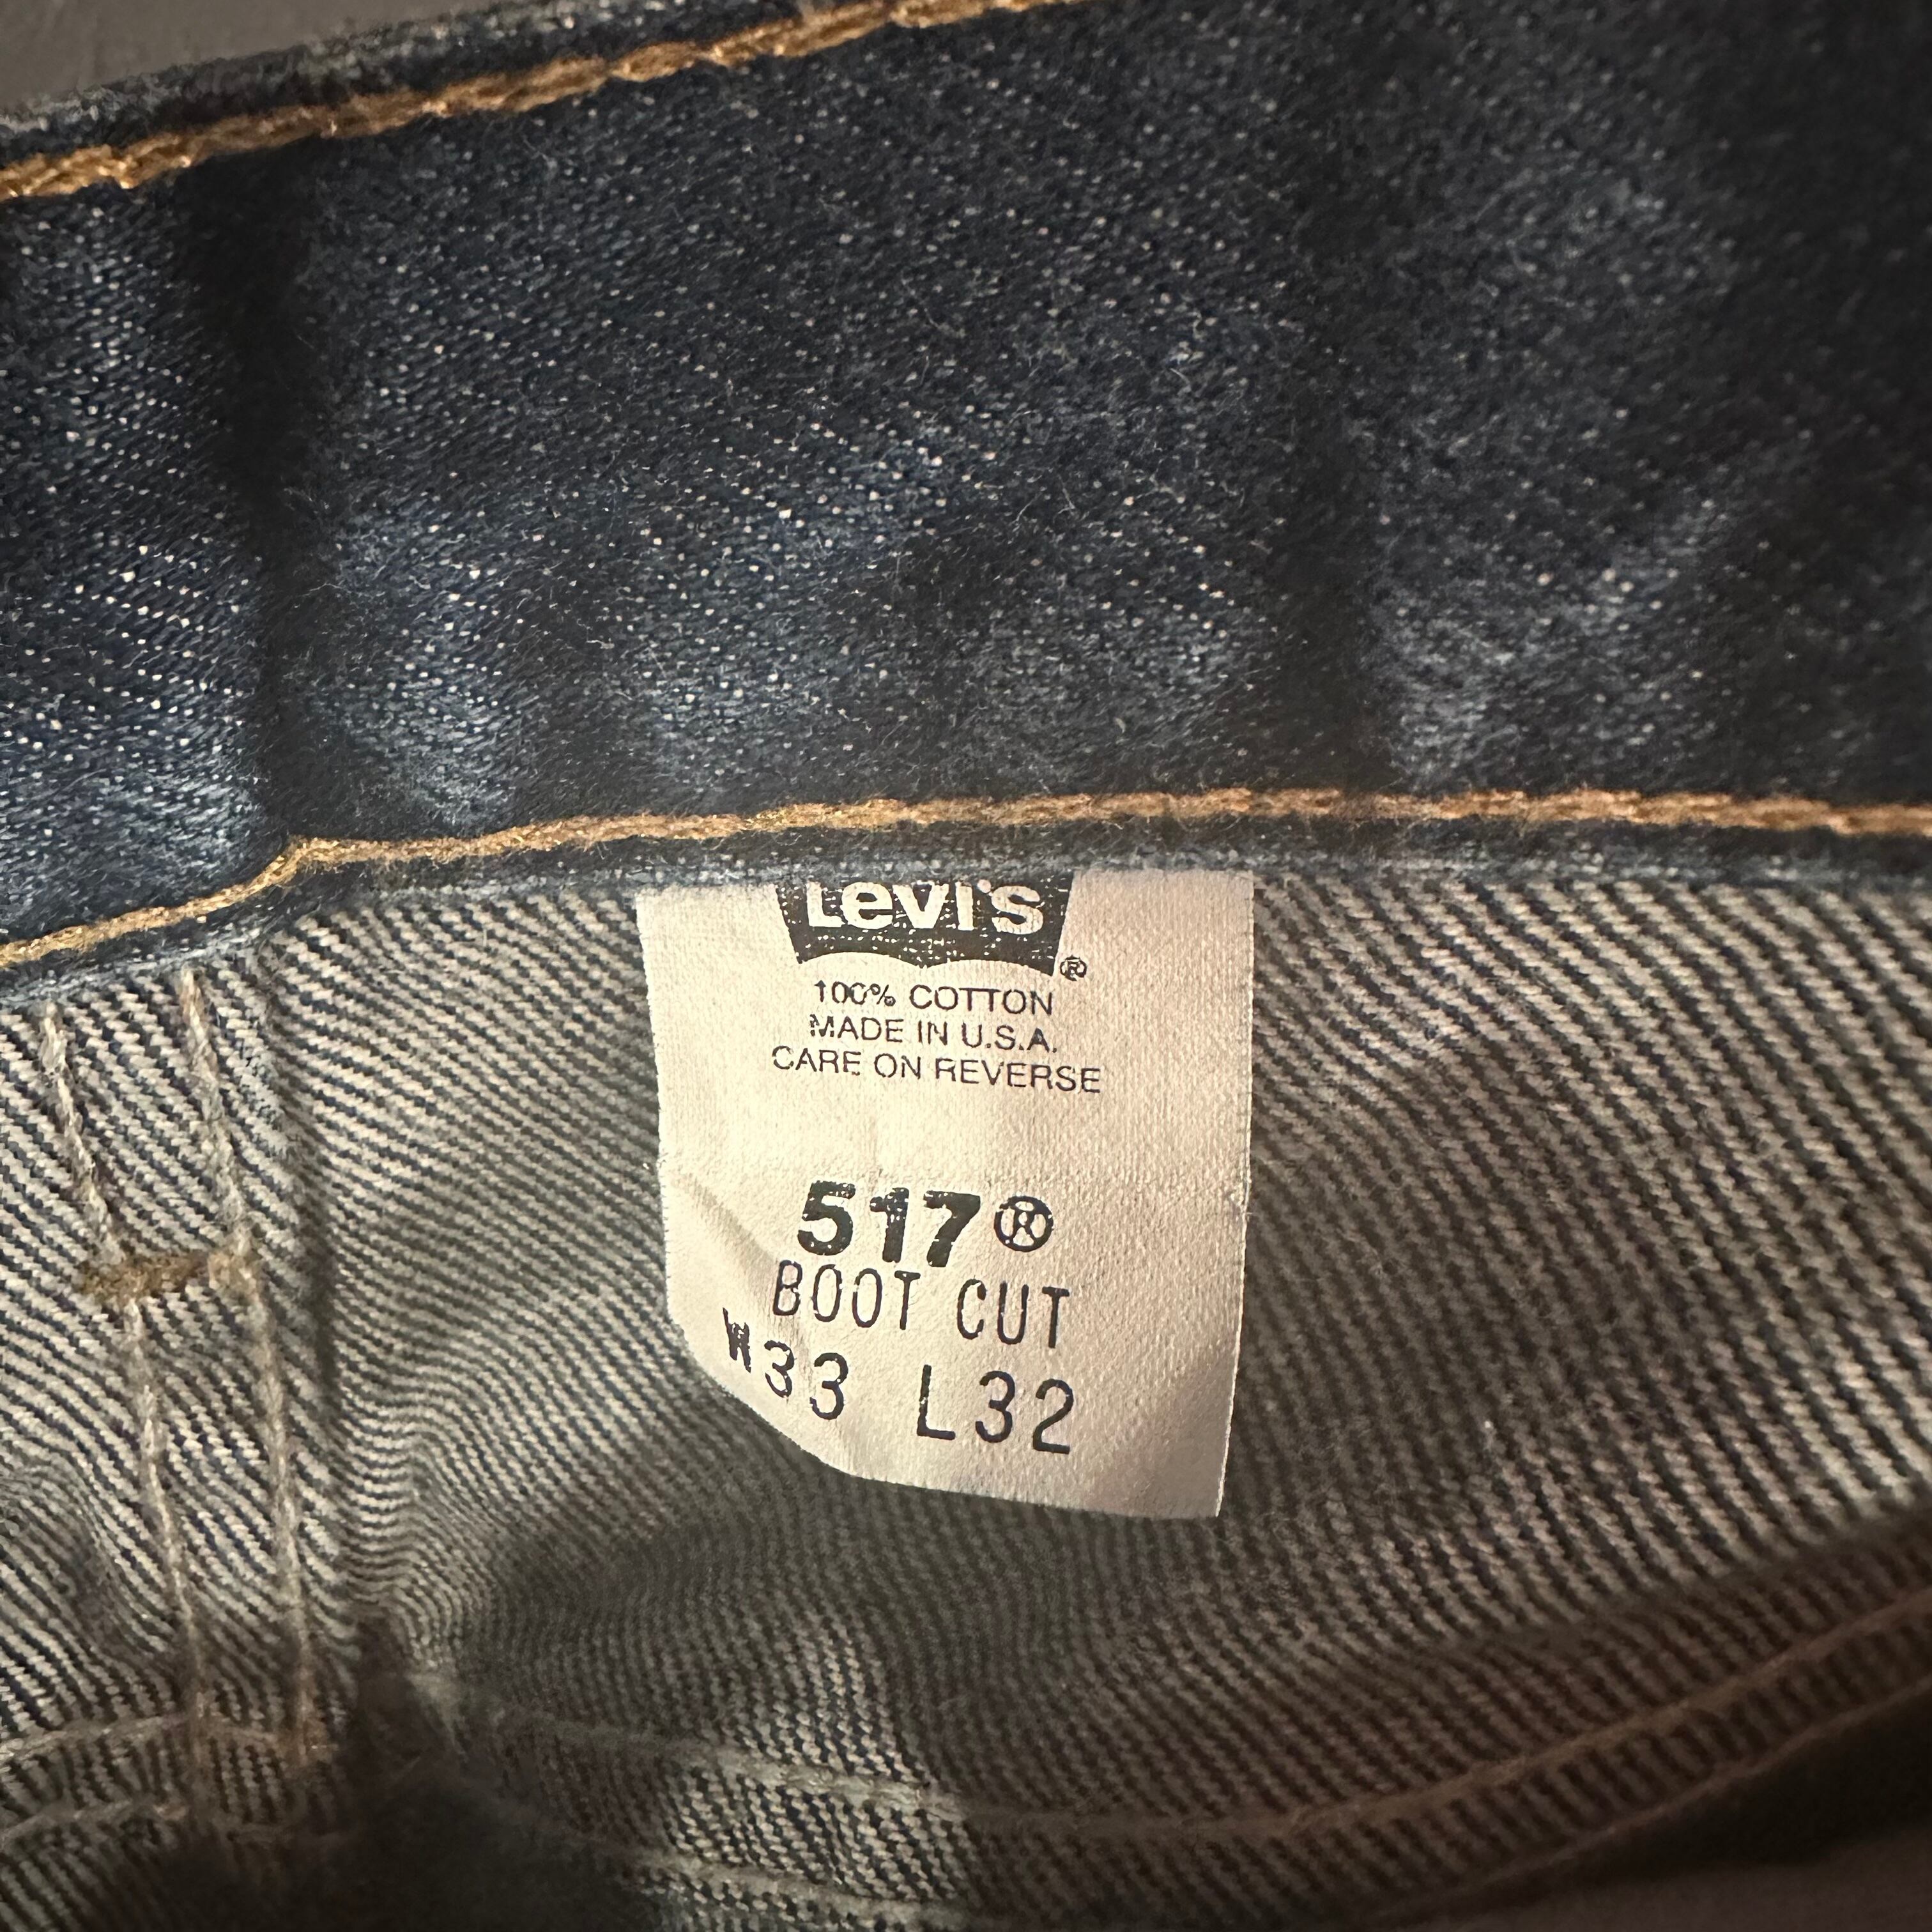 Levi's
®
100% COTTON
MADE IN U.S.A.
CARE ON REVERSE
517®
BOOT CUT
W33 L32